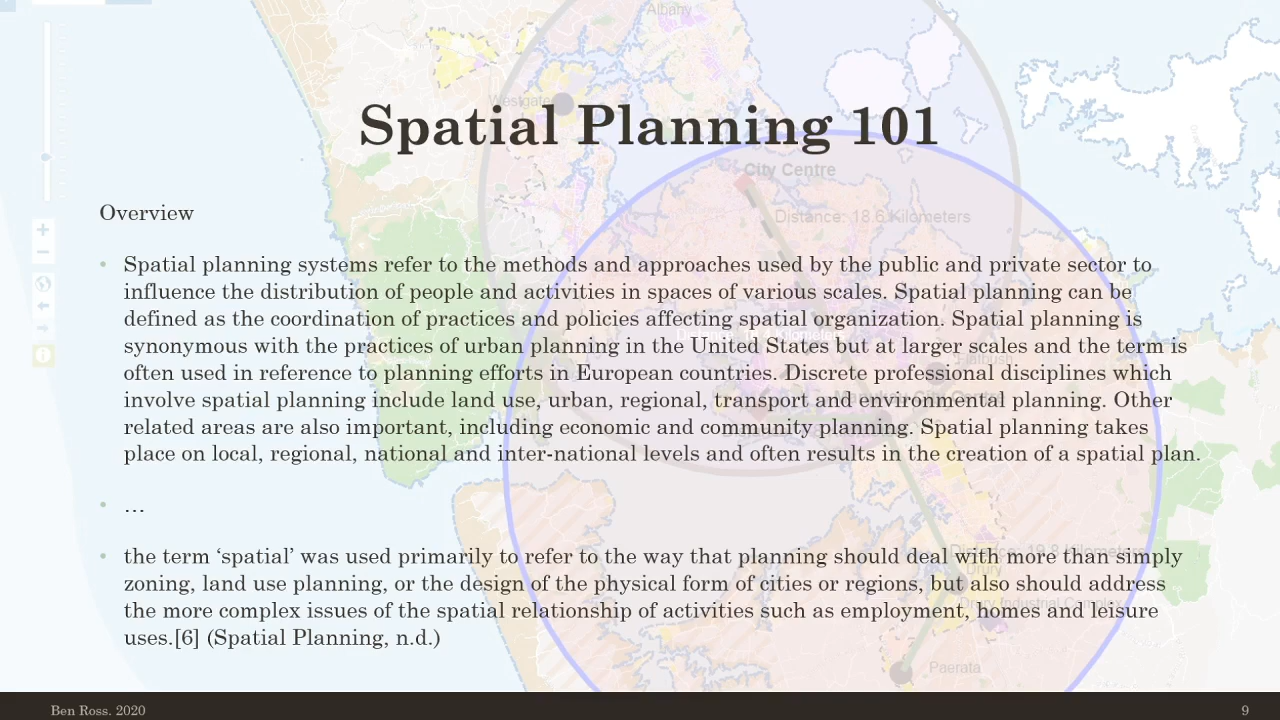 Albany
Westgate
Spatial Planning 101
City Centre
Distance: 18.6 Kilometers
Overview
• Spatial planning systems refer to the methods and approaches used by the public and private sector to
influence the distribution of people and activities in spaces of various scales. Spatial planning can be
defined as the coordination of practices and policies affecting spatial organization. Spatial planning is
synonymous with the practices of urban planning in the United States but at larger scales and the term is
often used in reference to planning efforts in European countries. Discrete professional disciplines which
involve spatial planning include land use, urban, regional, transport and environmental planning. Other
related areas are also important, including economic and community planning. Spatial planning takes
place on local, regional, national and inter-national levels and often results in the creation of a spatial plan.
• …
• the term ‘spatial’ was used primarily to refer to the way that planning should deal with more than simply
zoning, land use planning, or the design of the physical form of cities or regions, but also should address
the more complex issues of the spatial relationship of activities such as employment, homes and leisure
uses.[6] (Spatial Planning, n.d.)
Distance: 19.8 Kilometers
Drury
Drury Industrial Complex
Paerata
Ben Ross. 2020
9